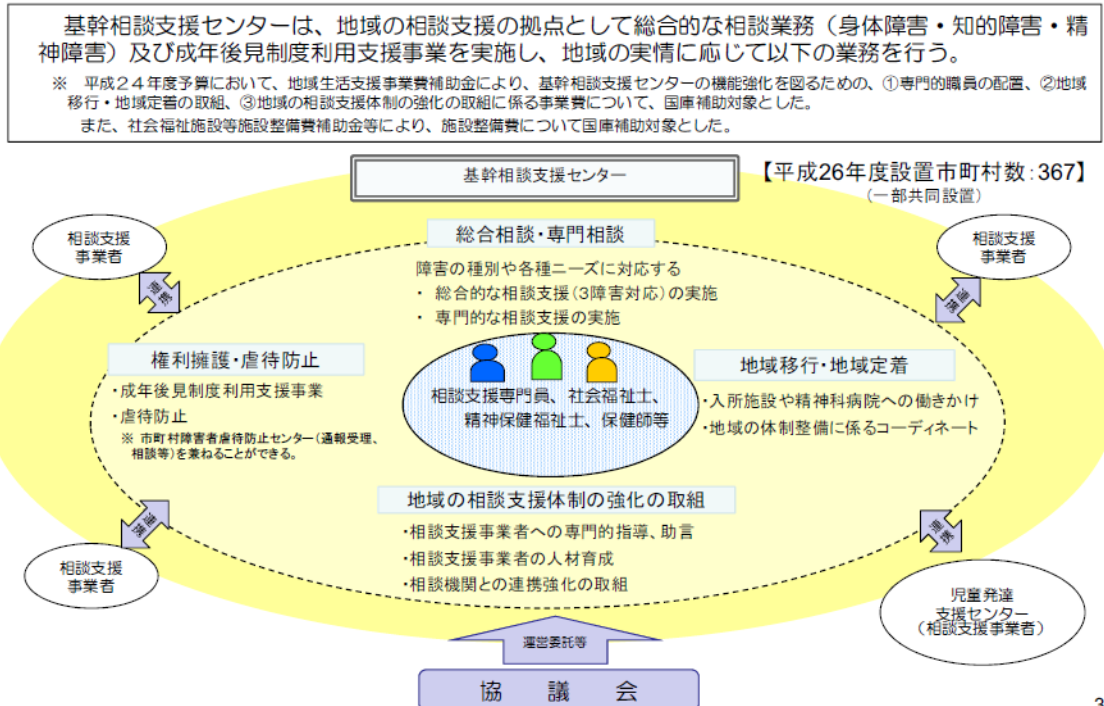 基幹相談支援センターは、地域の相談支援の拠点として総合的な相談業務（身体障害・知的障害・精
神障害）及び成年後見制度利用支援事業を実施し、地域の実情に応じて以下の業務を行う。
※　平成２４年度予算において、地域生活支援事業費補助金により、基幹相談支援センターの機能強化を図るための、①専門的職員の配置、②地域
移行・地域定着の取組、③地域の相談支援体制の強化の取組に係る事業費について、国庫補助対象とした。
また、社会福祉施設等施設整備費補助金等により、施設整備費について国庫補助対象とした。
基幹相談支援センター
【平成26年度設置市町村数：367】
（一部共同設置）
相談支援
事業者
連携
総合相談・専門相談
障害の種別や各種ニーズに対応する
・ 総合的な相談支援（3障害対応）の実施
・ 専門的な相談支援の実施
相談支援
事業者
連携
権利擁護・虐待防止
・成年後見制度利用支援事業
・虐待防止
※ 市町村障害者虐待防止センター（通報受理、
相談等）を兼ねることができる。
相談支援専門員、社会福祉士、
精神保健福祉士、保健師等
地域移行・地域定着
・入所施設や精神科病院への働きかけ
・地域の体制整備に係るコーディネート
地域の相談支援体制の強化の取組
・相談支援事業者への専門的指導、助言
・相談支援事業者の人材育成
・相談機関との連携強化の取組
連携
相談支援
事業者
連携
児童発達
支援センター
（相談支援事業者）
運営委託等
協　議　会
3